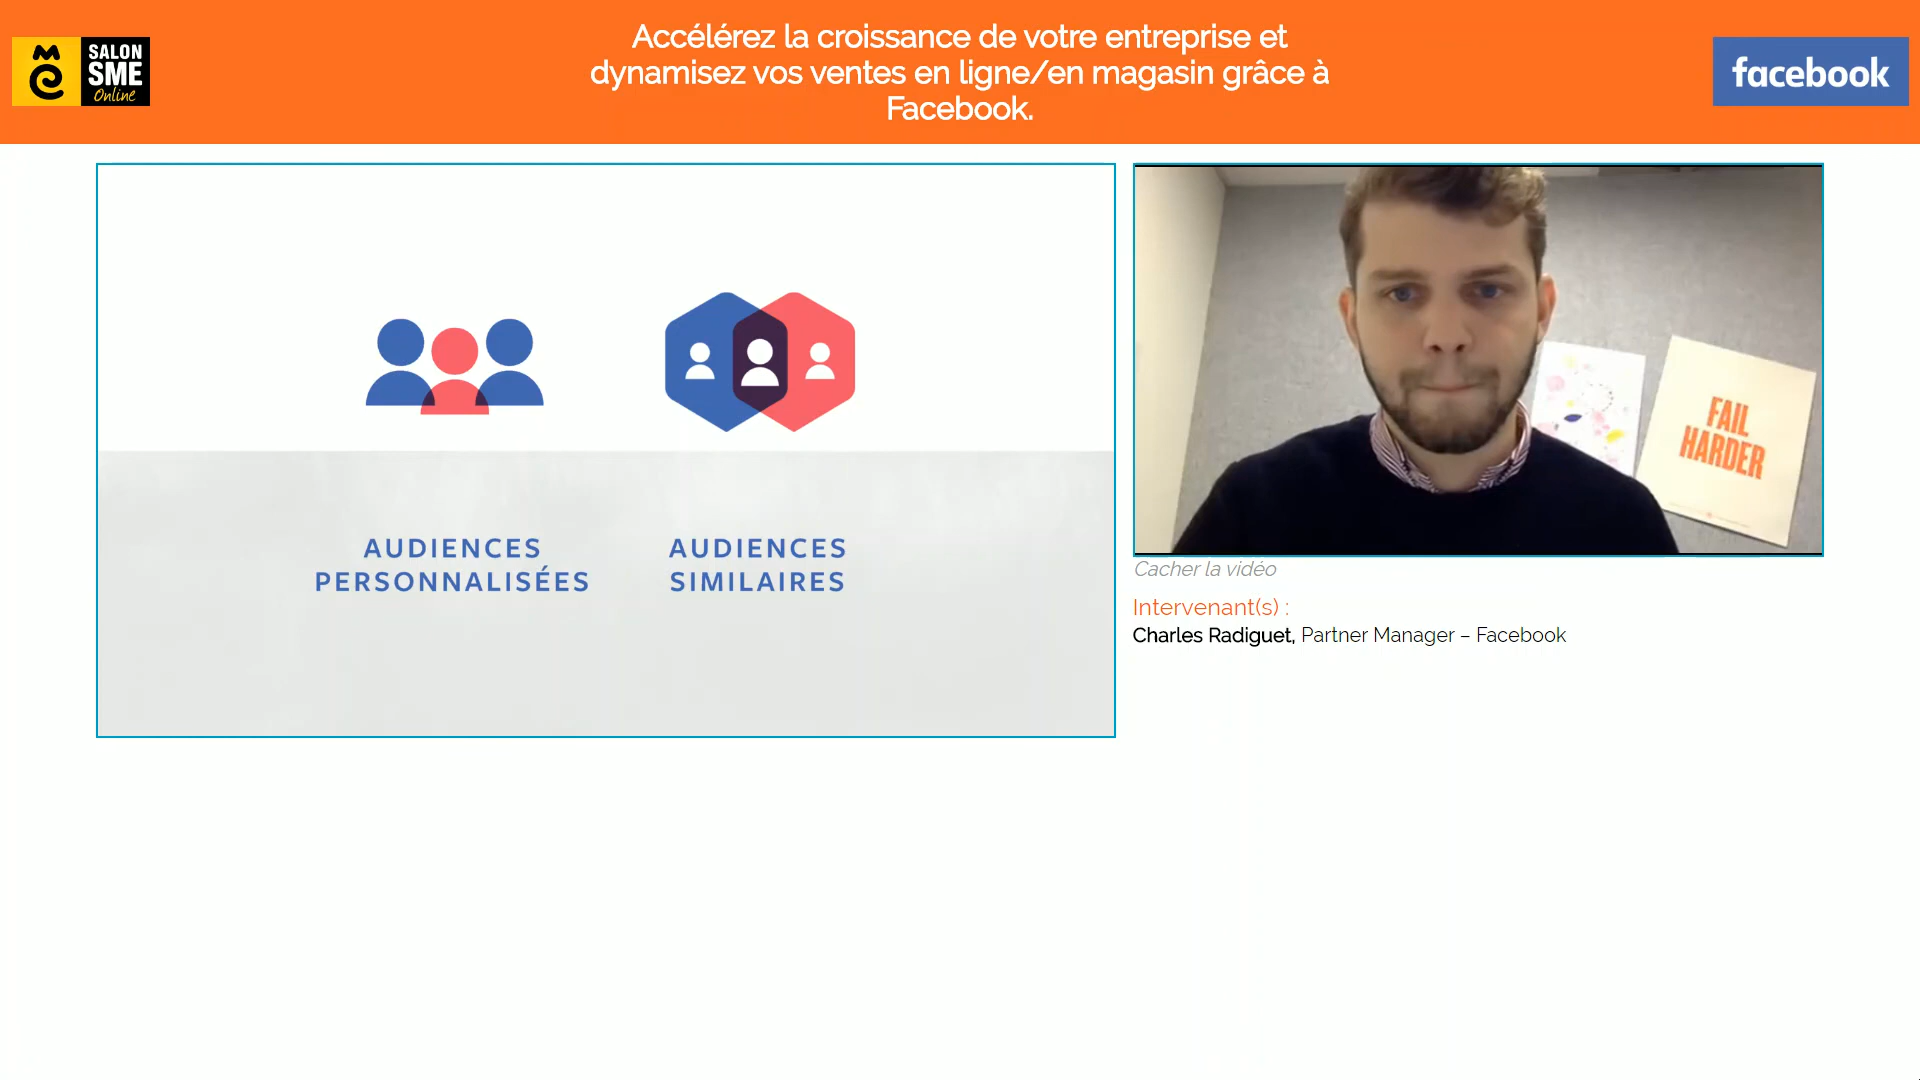 SALON
SME
Online
Accélérez la croissance de votre entreprise et
dynamisez vos ventes en ligne/en magasin grâce à
Facebook.
facebook
AUDIENCES
PERSONNALISÉES
AUDIENCES
SIMILAIRES
FAIL
HARDER
Cacher la vidéo
Intervenant(s) :
Charles Radiguet, Partner Manager – Facebook